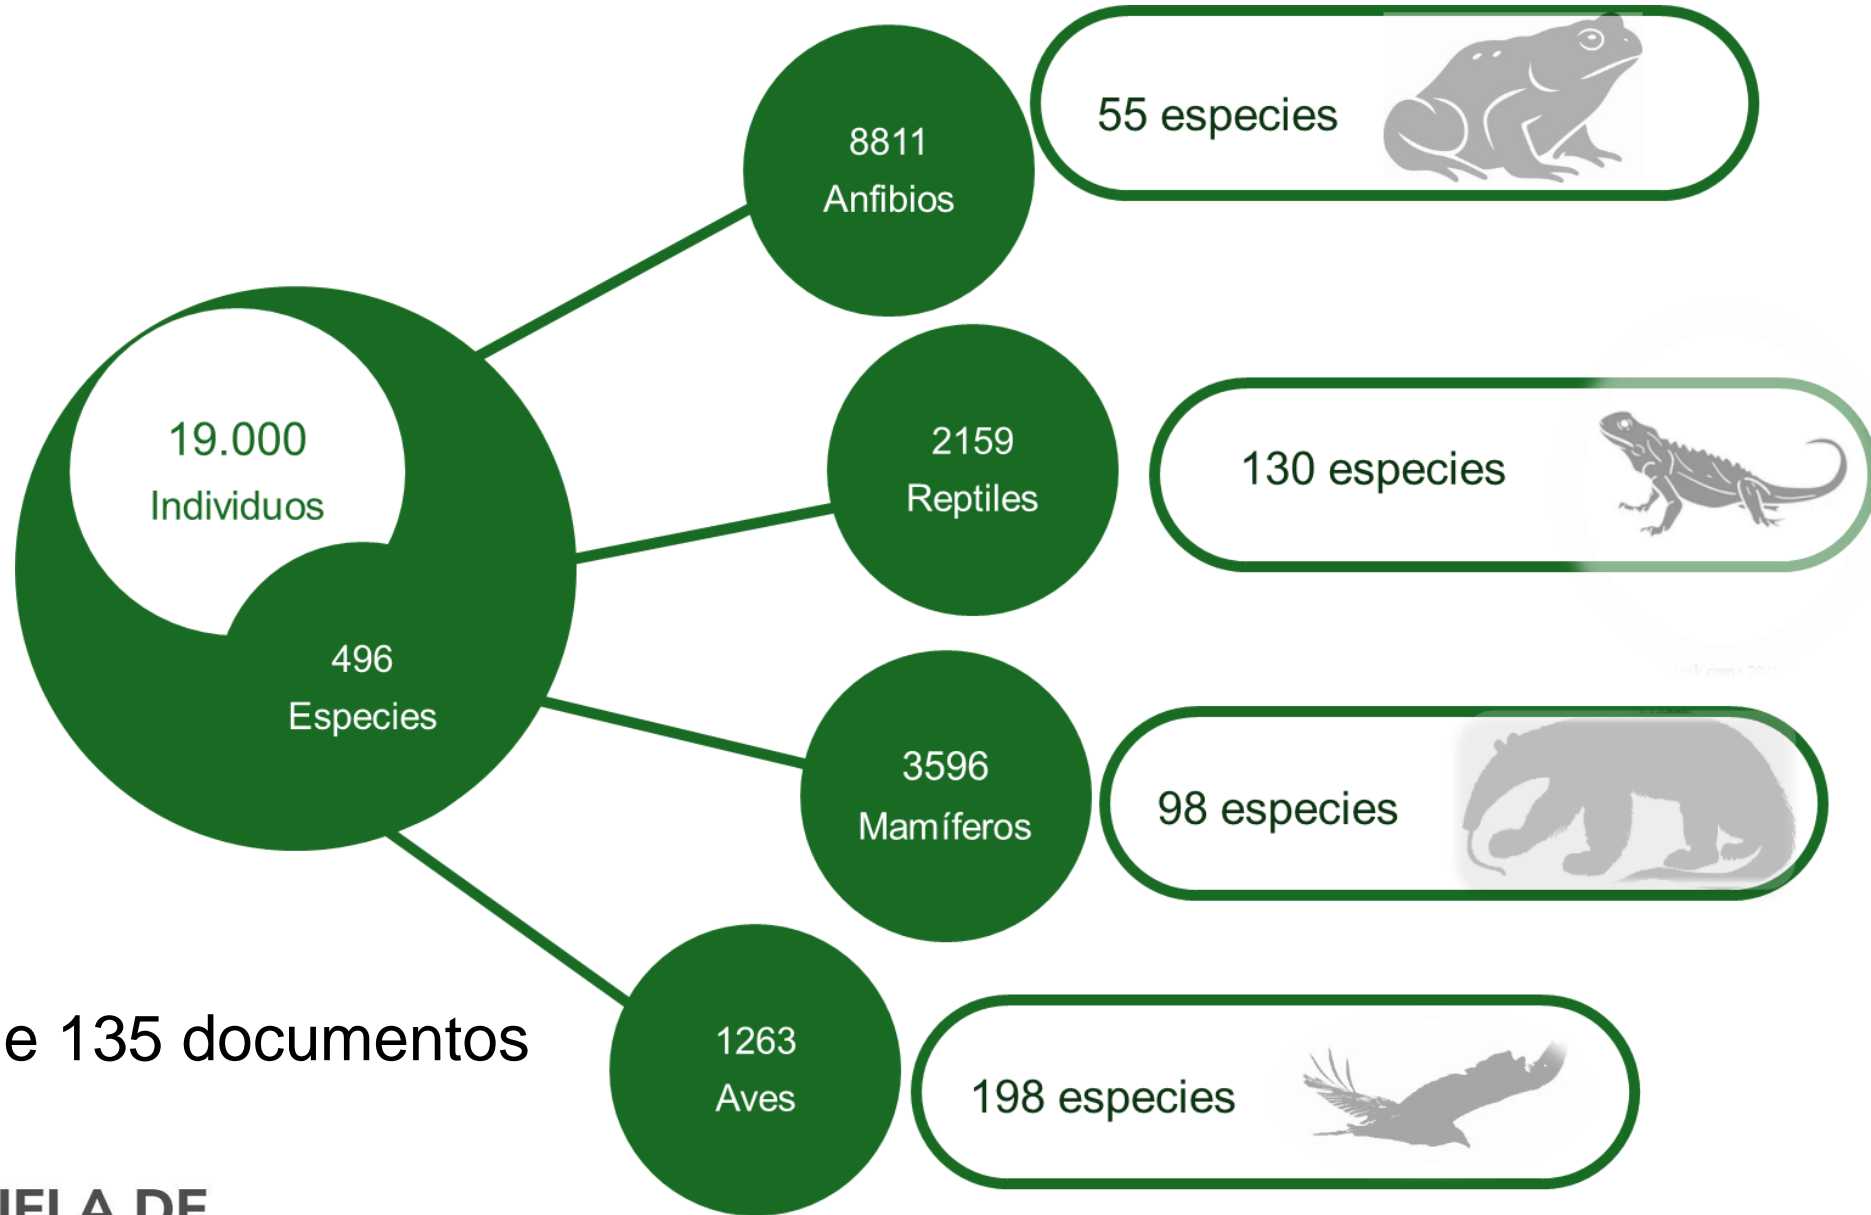 19.000
Individuos
496
Especies
8811
Anfibios
55 especies
2159
Reptiles
130 especies
3596
Mamíferos
98 especies
1263
Aves
198 especies
e 135 documentos
DE